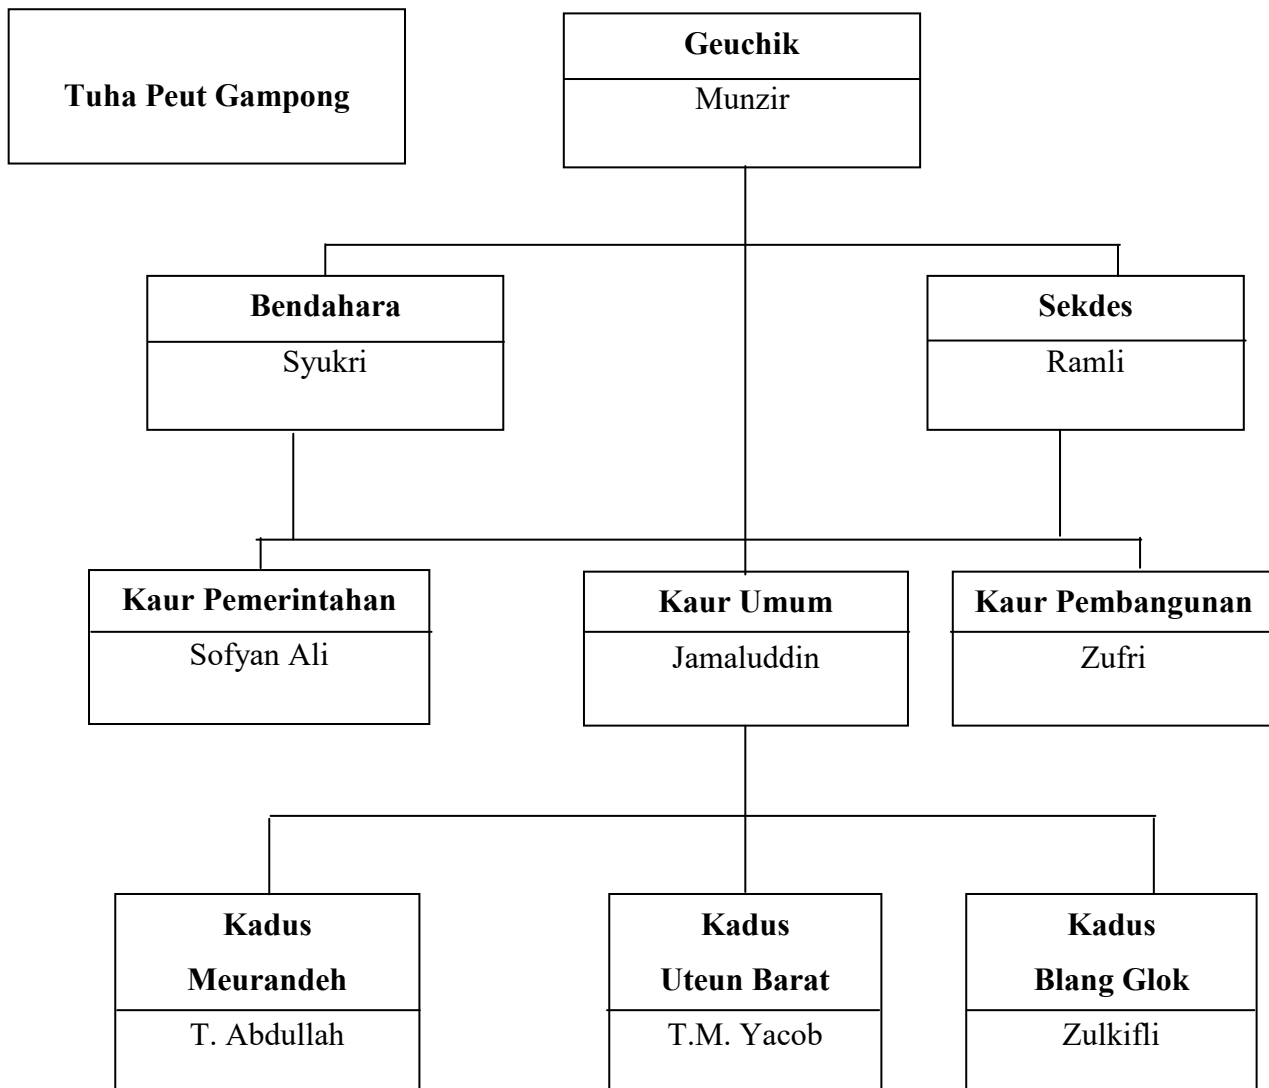 Tuha Peut Gampong
Geuchik
Munzir
Bendahara
Syukri
Sekdes
Ramli
Kaur Pemerintahan
Sofyan Ali
Kaur Umum
Jamaluddin
Kaur Pembangunan
Zufri
Kadus
Meurandeh
T. Abdullah
Kadus
Uteun Barat
T.M. Yacob
Kadus
Blang Glok
Zulkifli